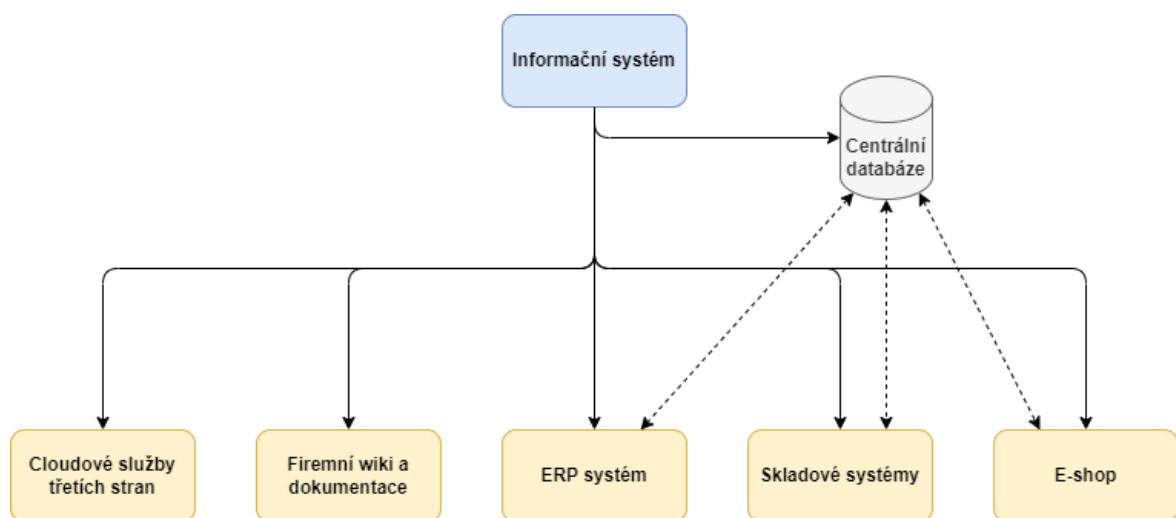 Informační systém
Centrální
databáze
Cloudové služby
třetích stran
Firemní wiki a
dokumentace
ERP systém
Skladové systémy
E-shop